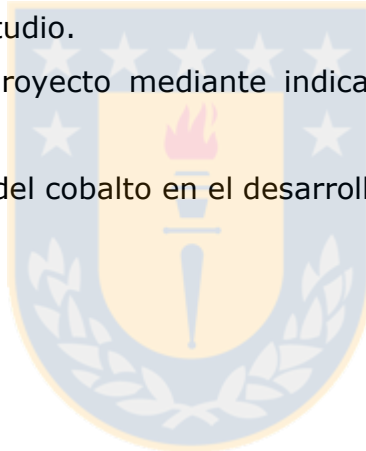 tudio.
royecto mediante indica
del cobalto en el desarroll